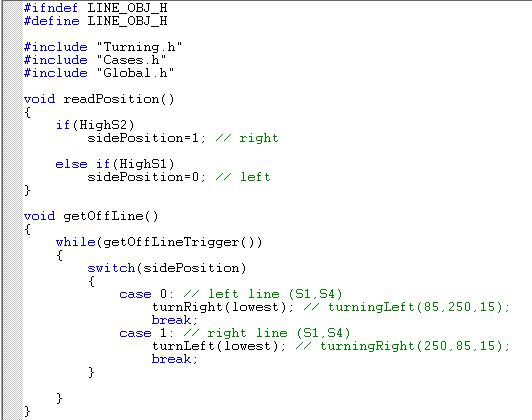 #ifndef LINE_OBJ_H
#define LINE_OBJ_H
#include "Turning.h"
#include "Cases.h"
#include "Global.h"
void readPosition()
{
if(HighS2)
sidePosition=1; // right
else if(HighS1)
sidePosition=0; // left
}
void getOffLine()
{
while(getOffLineTrigger())
{
switch(sidePosition)
{
case 0: // left line (S1,S4)
turnRight(lowest); // turningLeft(85,250,15);
break;
case 1: // right line (S1,S4)
turnLeft(lowest); // turningRight(250,85,15);
break;
}
}
}